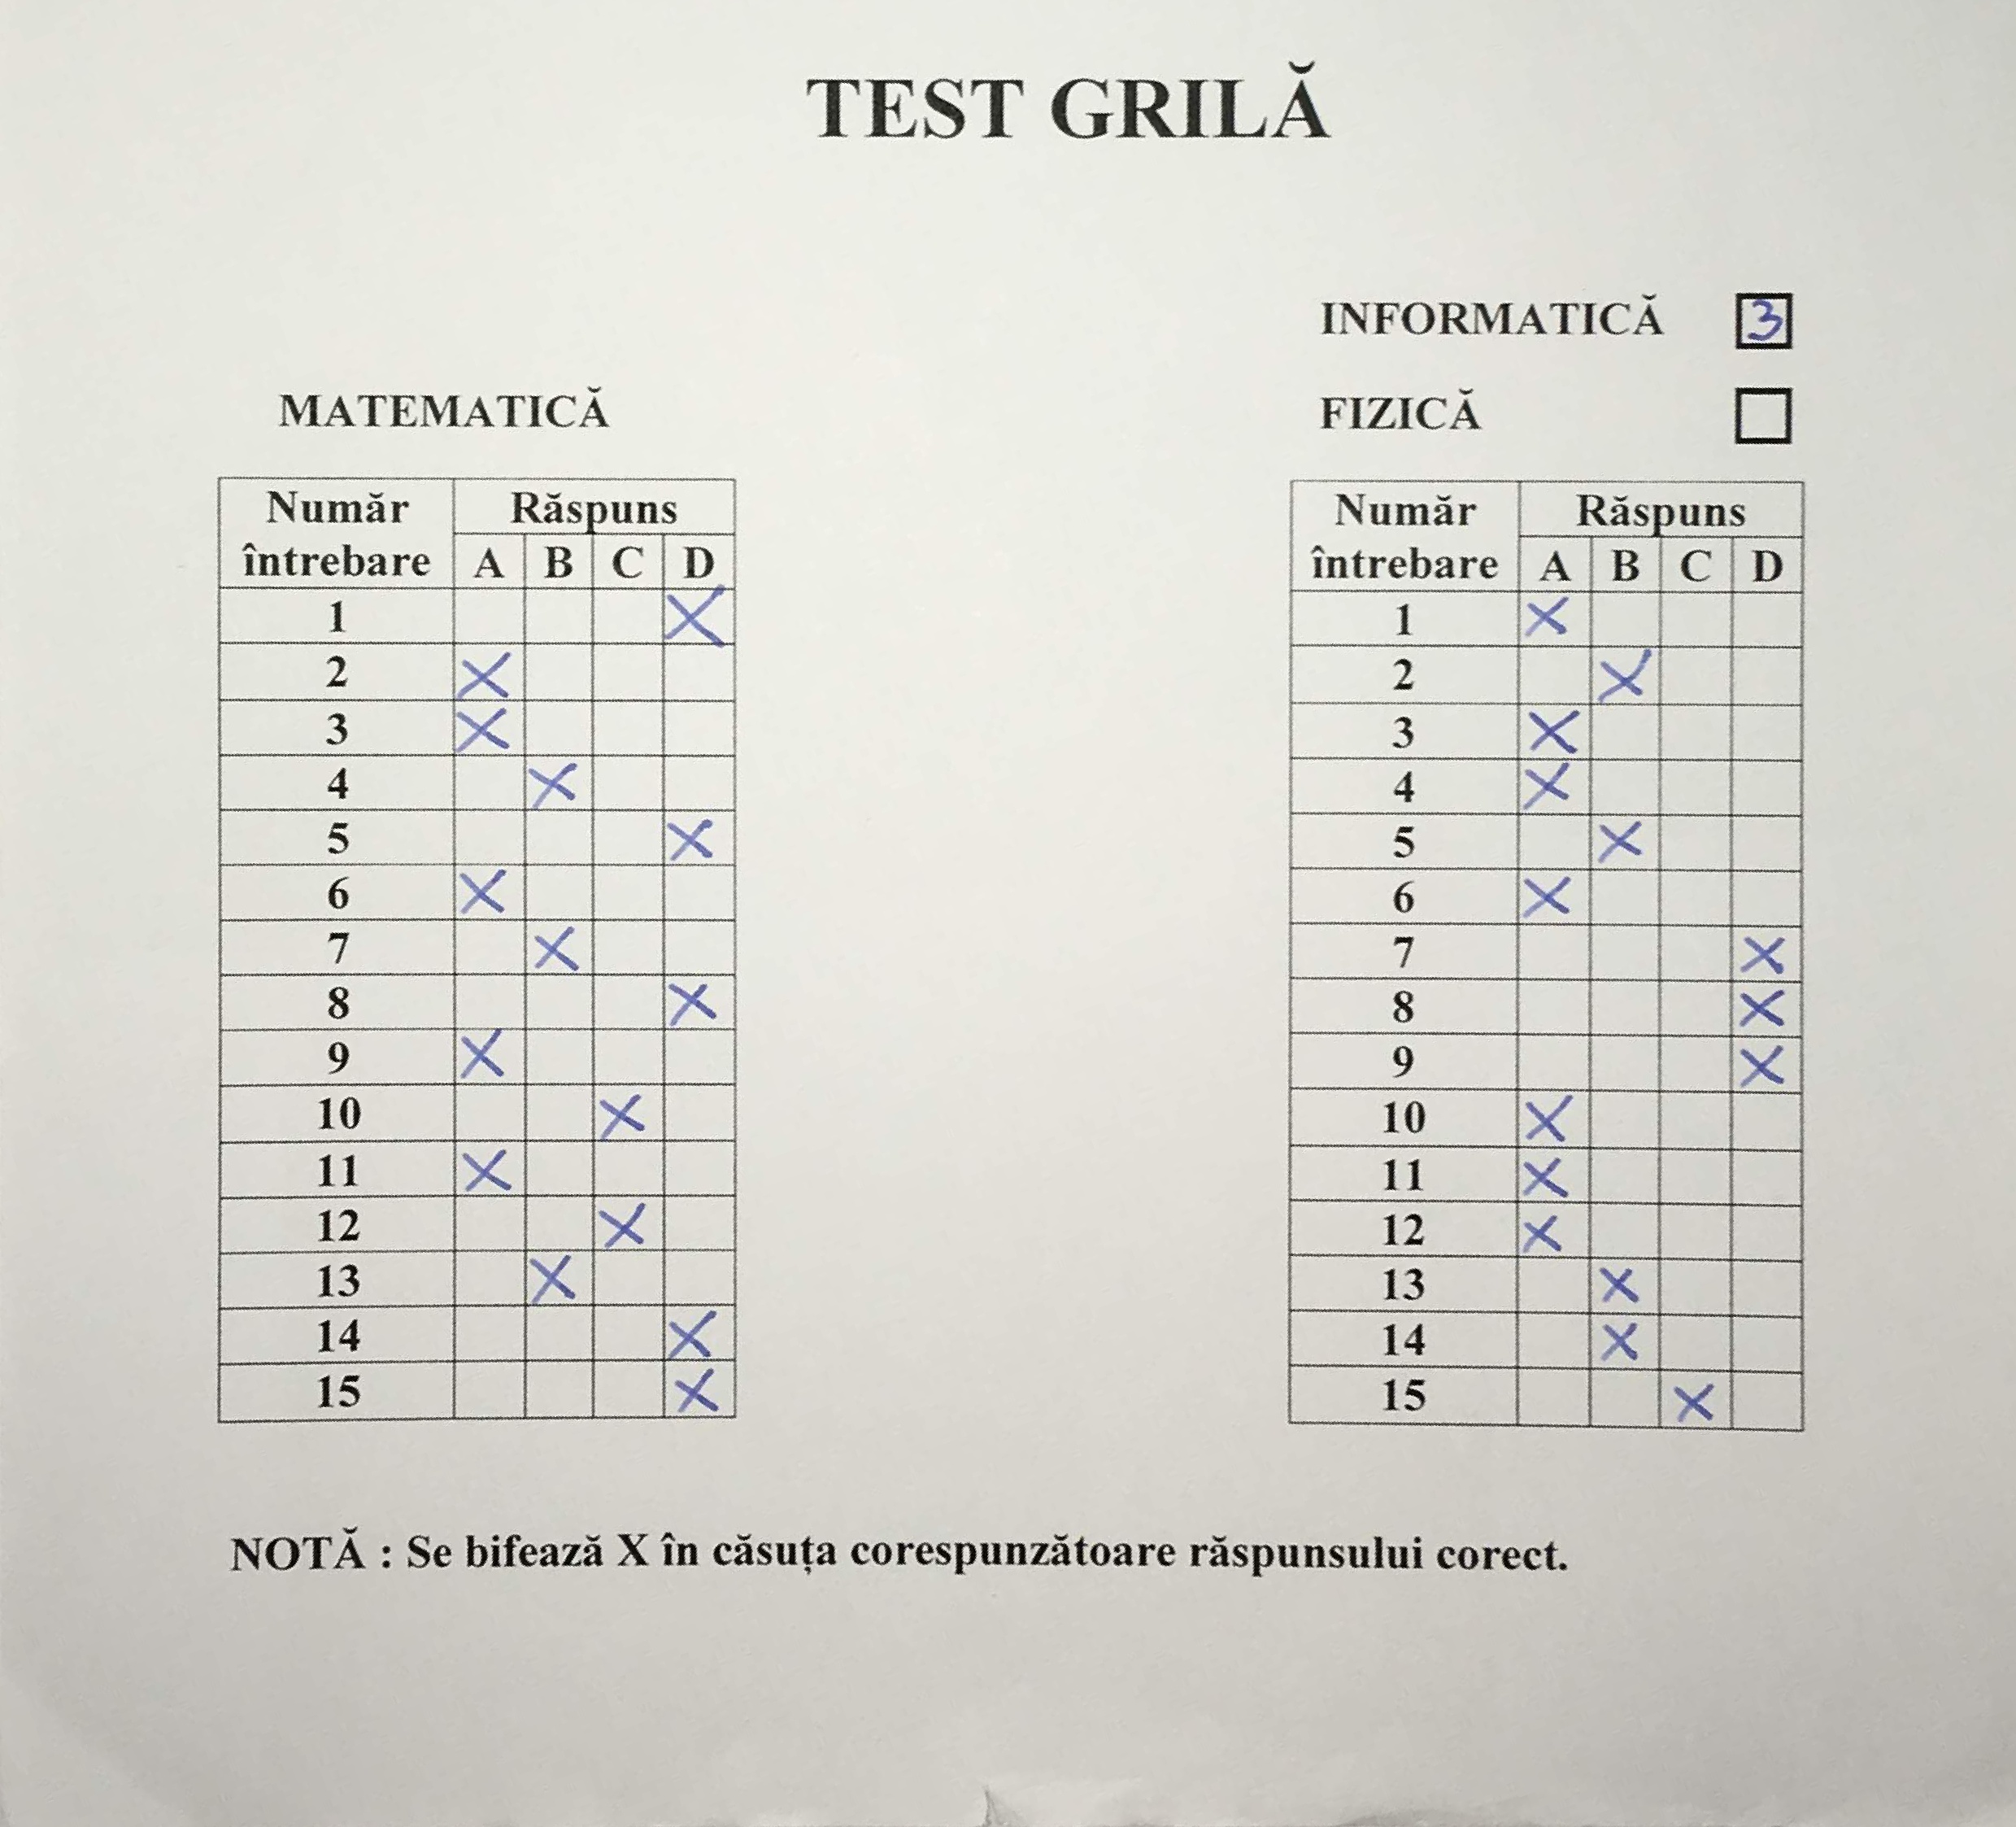 TEST GRILĂ
INFORMATICĂ 3
MATEMATICĂ FIZICĂ
Număr întrebare Răspuns
A B C D
1 X
2 X
3 X
4 X
5 X
6 X
7 X
8 X
9 X
10 X
11 X
12 X
13 X
14 X
15 X
Număr întrebare Răspuns
A B C D
1 X
2 X
3 X
4 X
5 X
6 X
7 X
8 X
9 X
10 X
11 X
12 X
13 X
14 X
15 X
NOTĂ : Se bifează X în căsuța corespunzătoare răspunsului corect.